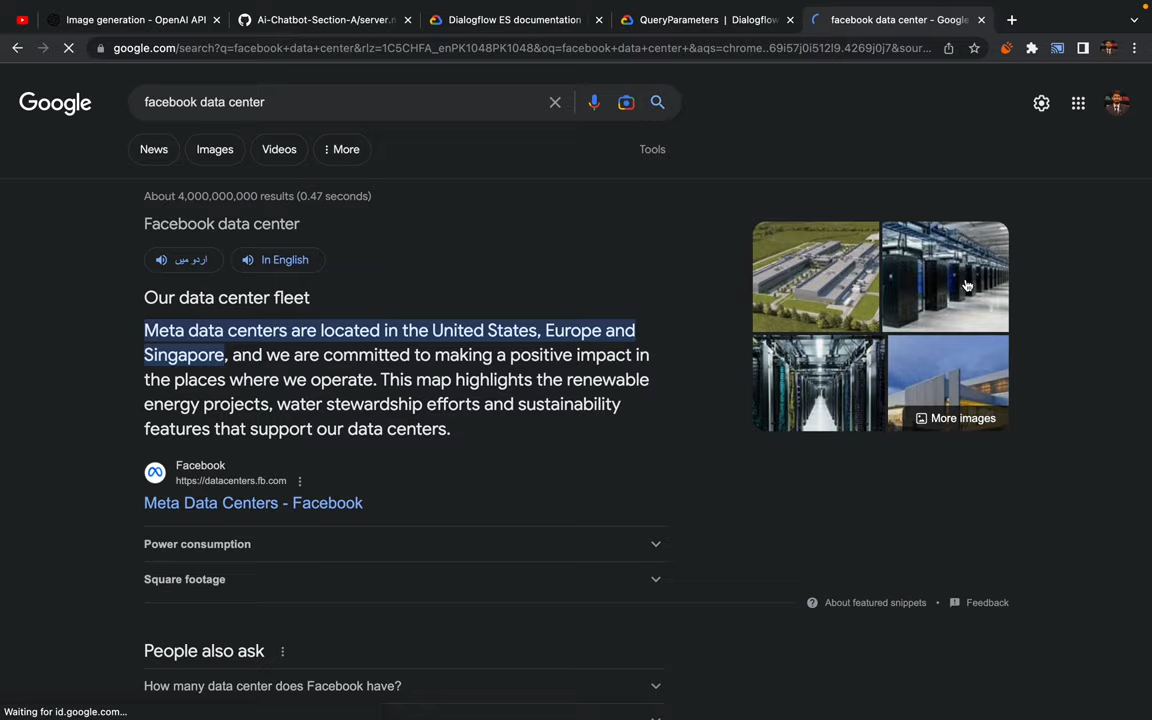 Image generation - OpenAI API
Ai-Chatbot-Section-A/server.n
Dialogflow ES documentation
QueryParameters | Dialogflow
facebook data center - Google
google.com/search?q=facebook+data+center&rlz=1C5CHFA_enPK1048PK1048&oq=facebook+data+center+&aqs=chrome..69i57j0i512l9.4269j0j7&sour...
Google
facebook data center
News
Images
Videos
More
Tools
About 4,000,000,000 results (0.47 seconds)
Facebook data center
اردو میں
In English
Our data center fleet
Meta data centers are located in the United States, Europe and
Singapore, and we are committed to making a positive impact in
the places where we operate. This map highlights the renewable
energy projects, water stewardship efforts and sustainability
features that support our data centers.
More images
Facebook
https://datacenters.fb.com
Meta Data Centers - Facebook
Power consumption
Square footage
About featured snippets
Feedback
People also ask
How many data center does Facebook have?
Waiting for id.google.com...